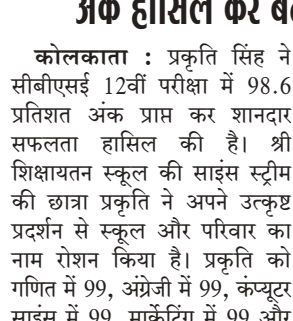 अंक हासिल कर
कोलकाता : प्रकृति सिंह ने
सीबीएसई 12वीं परीक्षा में 98.6
प्रतिशत अंक प्राप्त कर शानदार
सफलता हासिल की है। श्री
शिक्षायतन स्कूल की साइंस स्ट्रीम
की छात्रा प्रकृति ने अपने उत्कृष्ट
प्रदर्शन से स्कूल और परिवार का
नाम रोशन किया है। प्रकृति को
गणित में 99, अंग्रेजी में 99, कंप्यूटर
साइंस में 99, मार्केटिंग में 99 और